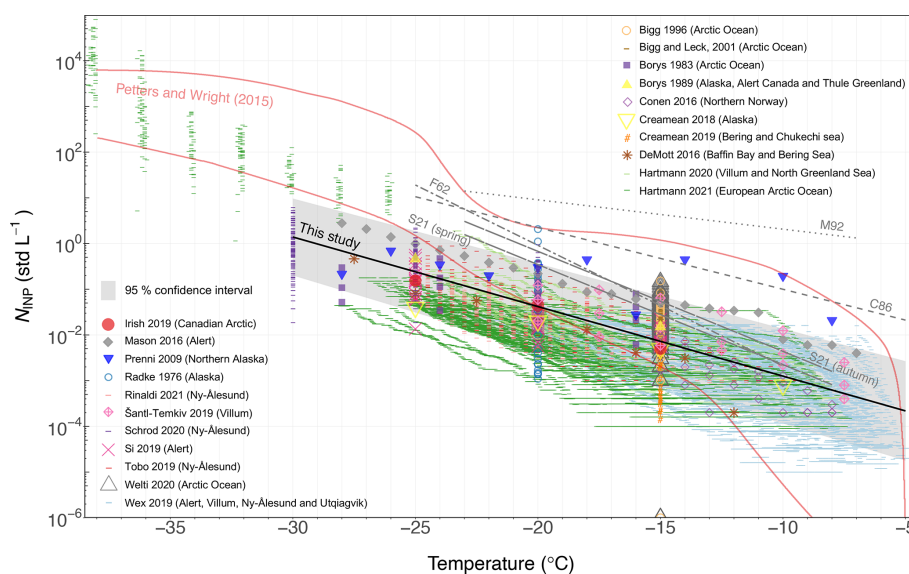 10⁴
10²
10⁰
10⁻²
10⁻⁴
10⁻⁶
N_INP (std L⁻¹)
Petters and Wright (2015)
F62
S21 (spring)
M92
C86
S21 (autumn)
This study
95 % confidence interval
Irish 2019 (Canadian Arctic)
Mason 2016 (Alert)
Prenni 2009 (Northern Alaska)
Radke 1976 (Alaska)
Rinaldi 2021 (Ny-Ålesund)
Šantl-Temkiv 2019 (Villum)
Schrod 2020 (Ny-Ålesund)
Si 2019 (Alert)
Tobo 2019 (Ny-Ålesund)
Welti 2020 (Arctic Ocean)
Wex 2019 (Alert, Villum, Ny-Ålesund and Utqiagvik)
Bigg 1996 (Arctic Ocean)
Bigg and Leck, 2001 (Arctic Ocean)
Borys 1983 (Arctic Ocean)
Borys 1989 (Alaska, Alert Canada and Thule Greenland)
Conen 2016 (Northern Norway)
Creamean 2018 (Alaska)
Creamean 2019 (Bering and Chukechi sea)
DeMott 2016 (Baffin Bay and Bering Sea)
Hartmann 2020 (Villum and North Greenland Sea)
Hartmann 2021 (European Arctic Ocean)
−35 −30 −25 −20 −15 −10 −5
Temperature (°C)